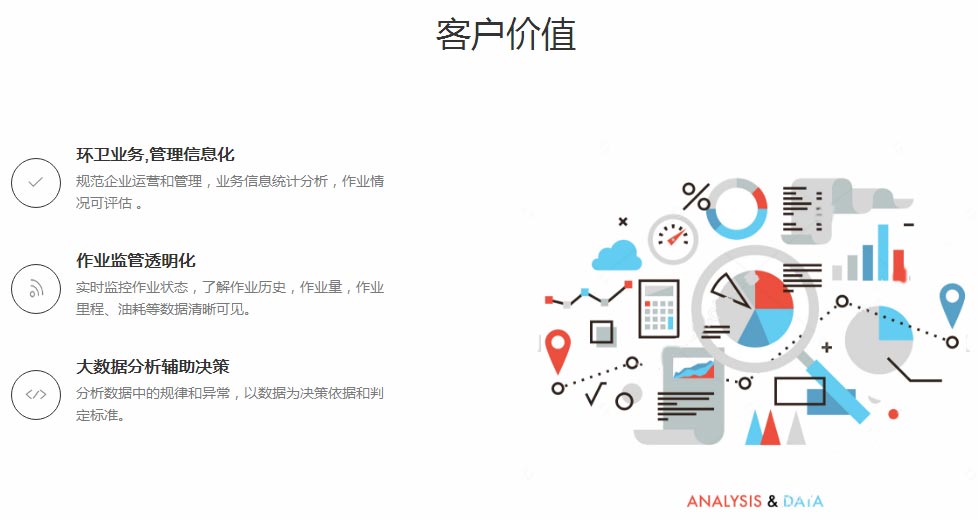 客户价值
环卫业务,管理信息化
规范企业运营和管理，业务信息统计分析，作业情
况可评估 。
作业监管透明化
实时监控作业状态，了解作业历史，作业量，作业
里程、油耗等数据清晰可见。
大数据分析辅助决策
分析数据中的规律和异常，以数据为决策依据和判
定标准。
%
ANALYSIS & DATA